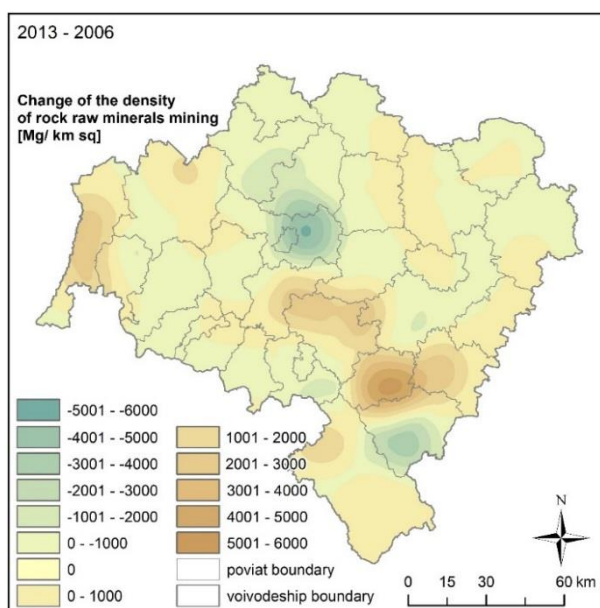 2013 - 2006
Change of the density
of rock raw minerals mining
[Mg/ km sq]
-5001 - -6000
-4001 - -5000
-3001 - -4000
-2001 - -3000
-1001 - -2000
0 - -1000
0
0 - 1000
1001 - 2000
2001 - 3000
3001 - 4000
4001 - 5000
5001 - 6000
poviat boundary
voivodeship boundary
N
0 15 30 60 km